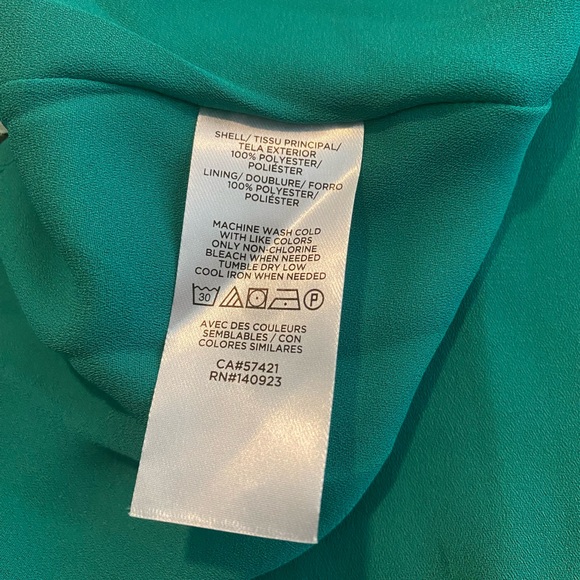 SHELL/ TISSU PRINCIPAL/
TELA EXTERIOR
100% POLYESTER/
POLIÉSTER
LINING/ DOUBLURE/ FORRO
100% POLYESTER/
POLIÉSTER
MACHINE WASH COLD
WITH LIKE COLORS
ONLY NON-CHLORINE
BLEACH WHEN NEEDED
TUMBLE DRY LOW
COOL IRON WHEN NEEDED
30 P
AVEC DES COULEURS
SEMBLABLES / CON
COLORES SIMILARES
CA#57421
RN#140923